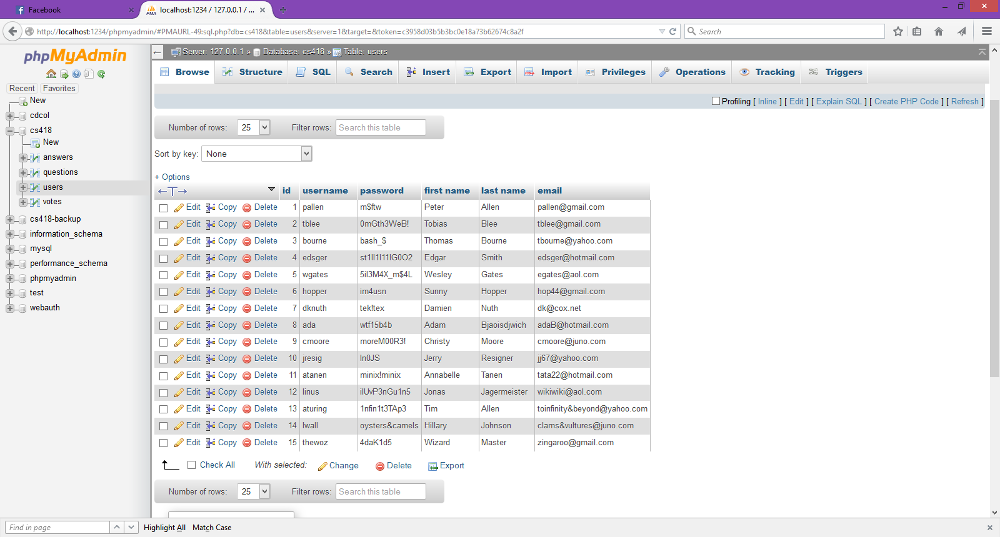 Facebook
localhost:1234 / 127.0.0.1 / ...
http://localhost:1234/phpmyadmin/#PMAURL-49:sql.php?db=cs418&table=users&server=1&target=&token=c3958d03b5b3bc0e18a73b62674c8a2f
Search
phpMyAdmin
Recent Favorites
New
cdcol
cs418
New
answers
questions
users
votes
cs418-backup
information_schema
mysql
performance_schema
phpmyadmin
test
webauth
Server: 127.0.0.1 » Database: cs418 » Table: users
Browse Structure SQL Search Insert Export Import Privileges Operations Tracking Triggers
Profiling [ Inline ] [ Edit ] [ Explain SQL ] [ Create PHP Code ] [ Refresh ]
Number of rows: 25 Filter rows: Search this table
Sort by key: None
+ Options
←T→ id username password first name last name email
Edit Copy Delete 1 pallen m$ftw Peter Allen pallen@gmail.com
Edit Copy Delete 2 tblee 0mGth3WeB! Tobias Blee tblee@gmail.com
Edit Copy Delete 3 bourne bash_$ Thomas Bourne tbourne@yahoo.com
Edit Copy Delete 4 edsger Edgar Smith edsger@hotmail.com
Edit Copy Delete 5 wgates Wesley Gates egates@aol.com
Edit Copy Delete 6 hopper im4usn Sunny Hopper hop44@gmail.com
Edit Copy Delete 7 dknuth tek!tex Damien Nuth dk@cox.net
Edit Copy Delete 8 ada wtf15b4b Adam Bjaoisdjwich adaB@hotmail.com
Edit Copy Delete 9 cmoore moreM00R3! Christy Moore cmoore@juno.com
Edit Copy Delete 10 jresig Jerry Resigner jj67@yahoo.com
Edit Copy Delete 11 atanen minix!minix Annabelle Tanen tata22@hotmail.com
Edit Copy Delete 12 linus Jonas Jagermeister wikiwiki@aol.com
Edit Copy Delete 13 aturing 1nfin1t3TAp3 Tim Allen toinfinity&beyond@yahoo.com
Edit Copy Delete 14 lwall oysters&camels Hillary Johnson clams&vultures@juno.com
Edit Copy Delete 15 thewoz 4daK1d5 Wizard Master zingaroo@gmail.com
Check All With selected: Change Delete Export
Number of rows: 25 Filter rows: Search this table
Find in page Highlight All Match Case